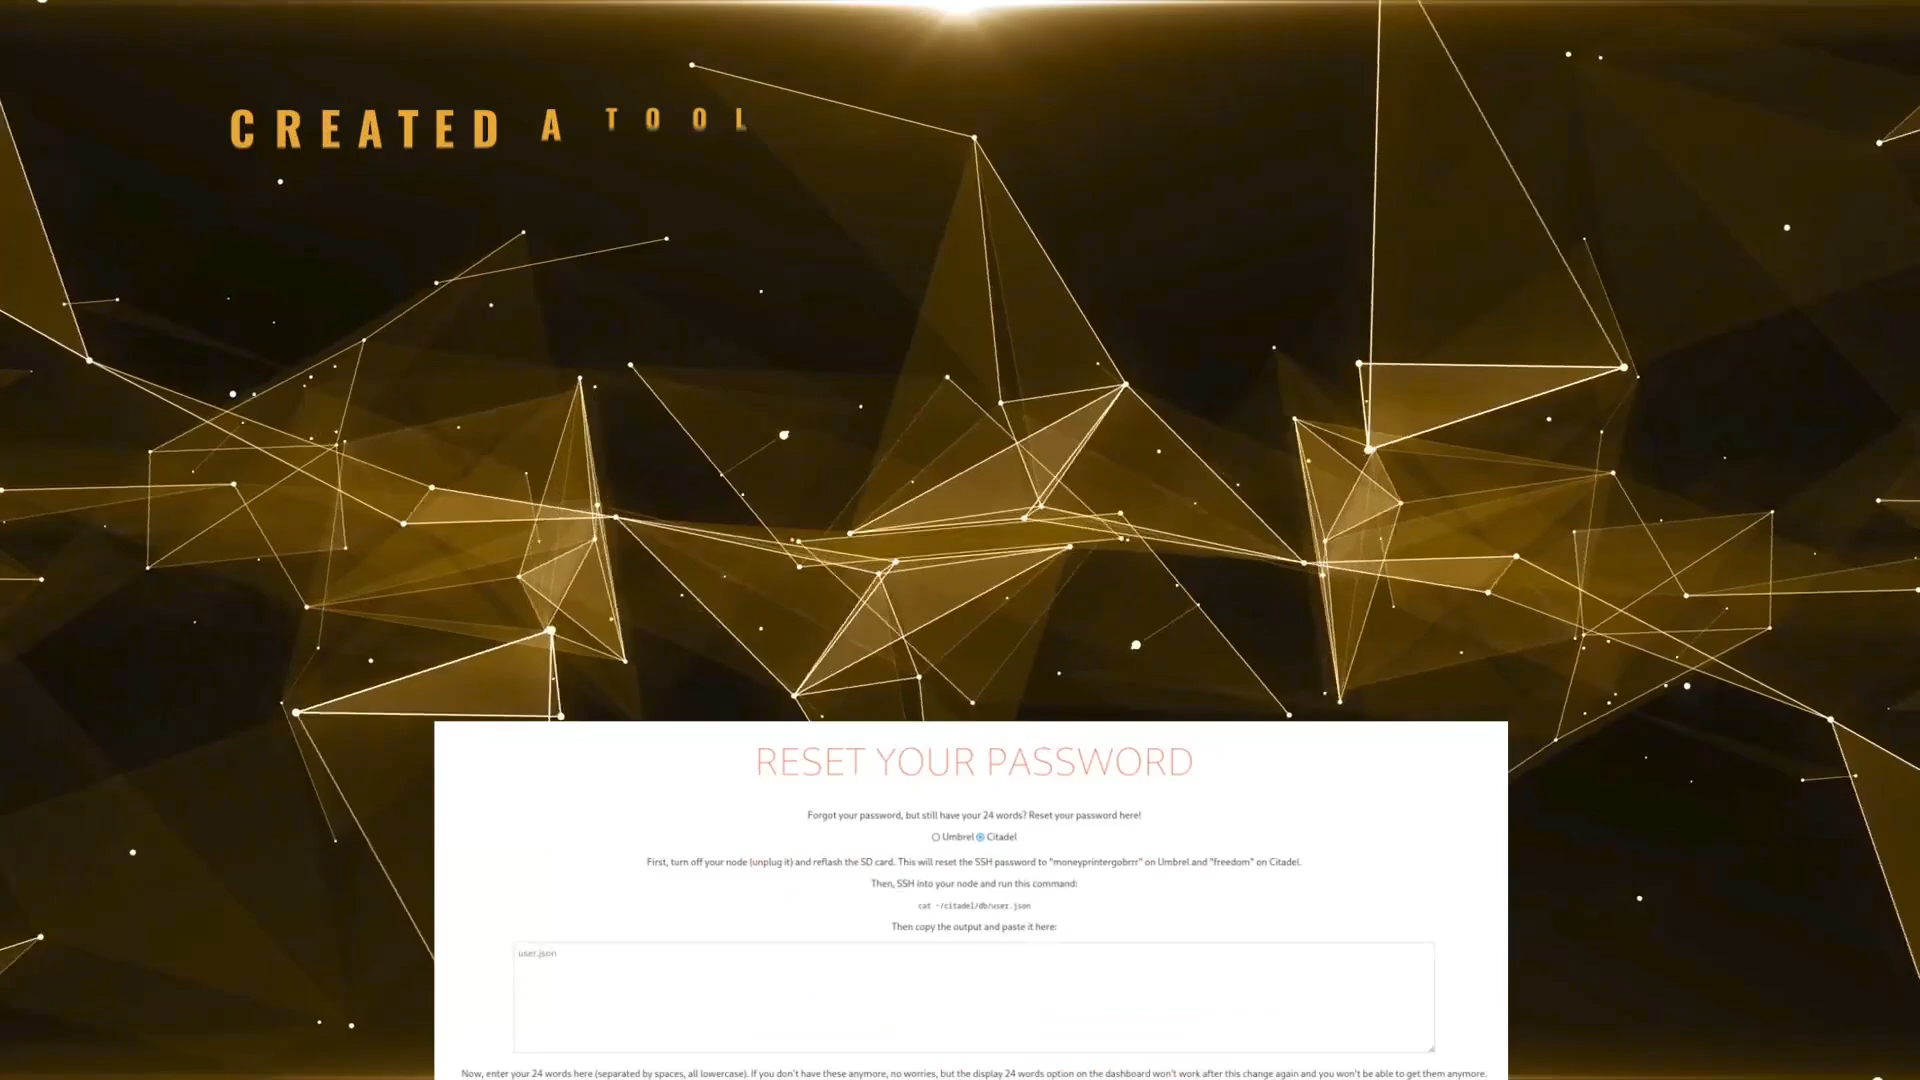 CREATED A TOOL
RESET YOUR PASSWORD
Forgot your password, but still have your 24 words? Reset your password here!
Umbrel Citadel
First, turn off your node (unplug it) and reflash the SD card. This will reset the SSH password to "moneyprintergobrrr" on Umbrel and "freedom" on Citadel.
Then, SSH into your node and run this command:
cat ~/citadel/db/user.json
Then copy the output and paste it here:
user.json
Now, enter your 24 words here (separated by spaces, all lowercase). If you don't have these anymore, no worries, but the display 24 words option on the dashboard won't work after this change again and you won't be able to get them anymore.